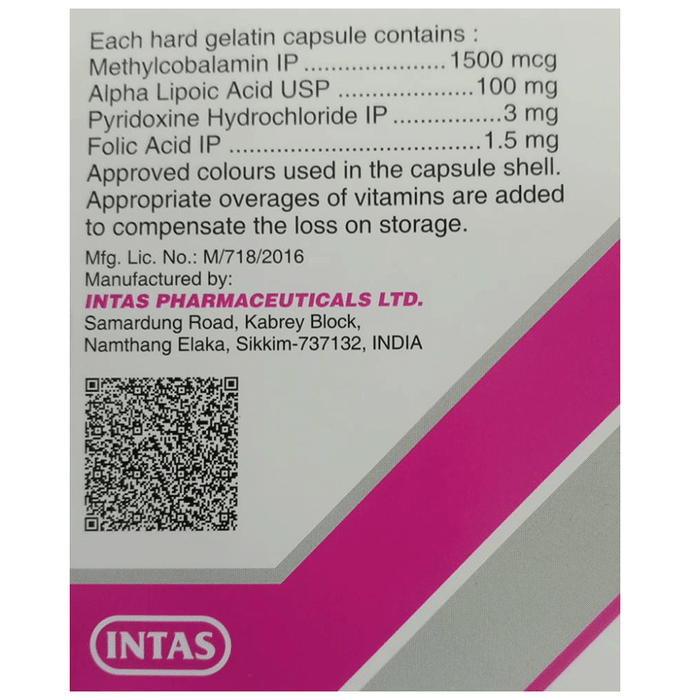 Each hard gelatin capsule contains :
Methylcobalamin IP ..................... 1500 mcg
Alpha Lipoic Acid USP ....................100 mg
Pyridoxine Hydrochloride IP ................3 mg
Folic Acid IP .....................................1.5 mg
Approved colours used in the capsule shell.
Appropriate overages of vitamins are added
to compensate the loss on storage.
Mfg. Lic. No.: M/718/2016
Manufactured by:
INTAS PHARMACEUTICALS LTD.
Samardung Road, Kabrey Block,
Namthang Elaka, Sikkim-737132, INDIA
INTAS